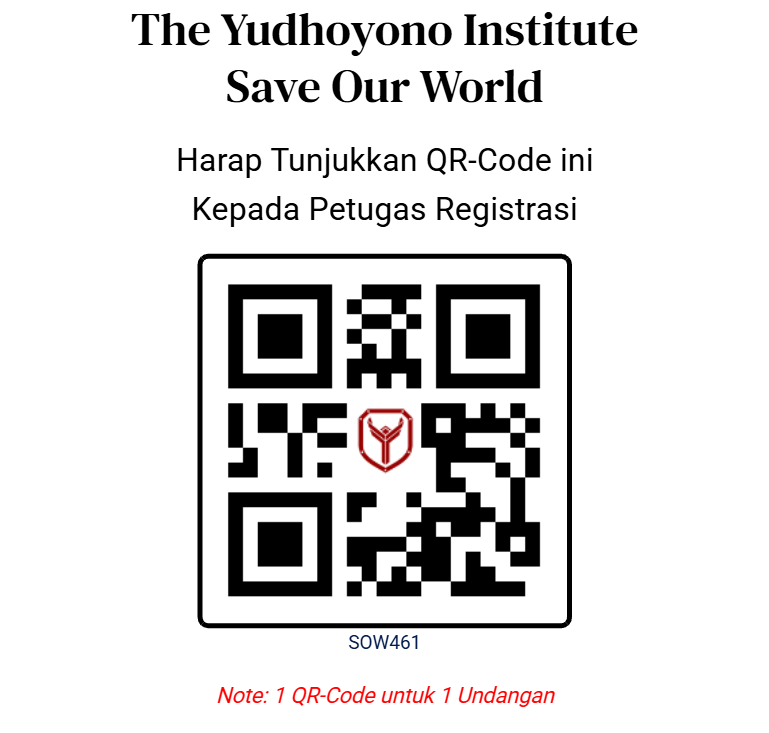 The Yudhoyono Institute
Save Our World
Harap Tunjukkan QR-Code ini
Kepada Petugas Registrasi
SOW461
Note: 1 QR-Code untuk 1 Undangan